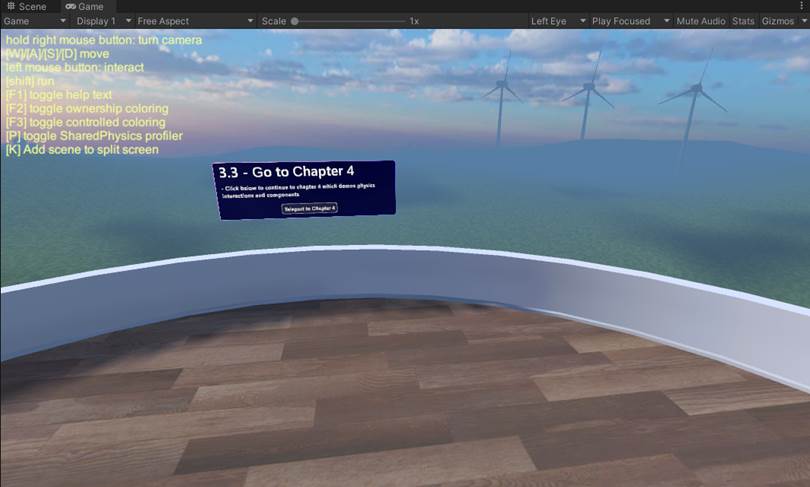 Scene Game
Game Display 1 Free Aspect Scale 1x Left Eye Play Focused Mute Audio Stats Gizmos
hold right mouse button: turn camera
[W]/[A]/[S]/[D] move
left mouse button: interact
[shift] run
[F1] toggle help text
[F2] toggle ownership coloring
[F3] toggle controlled coloring
[P] toggle SharedPhysics profiler
[K] Add scene to split screen
3.3 - Go to Chapter 4
- Click below to continue to chapter 4 which demos physics
interactions and components
Teleport to Chapter 4